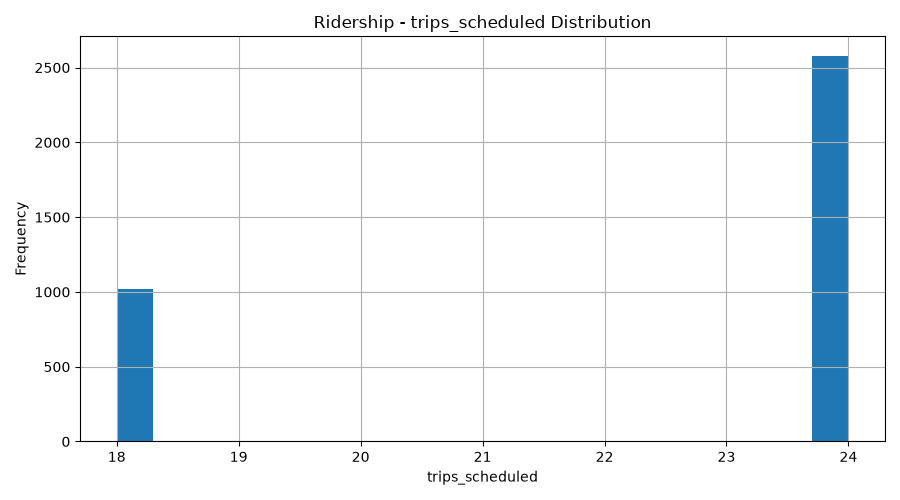 Ridership - trips_scheduled Distribution
Frequency
2500
2000
1500
1000
500
0
18 19 20 21 22 23 24
trips_scheduled